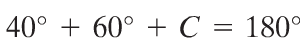 40° + 60° + C = 180°